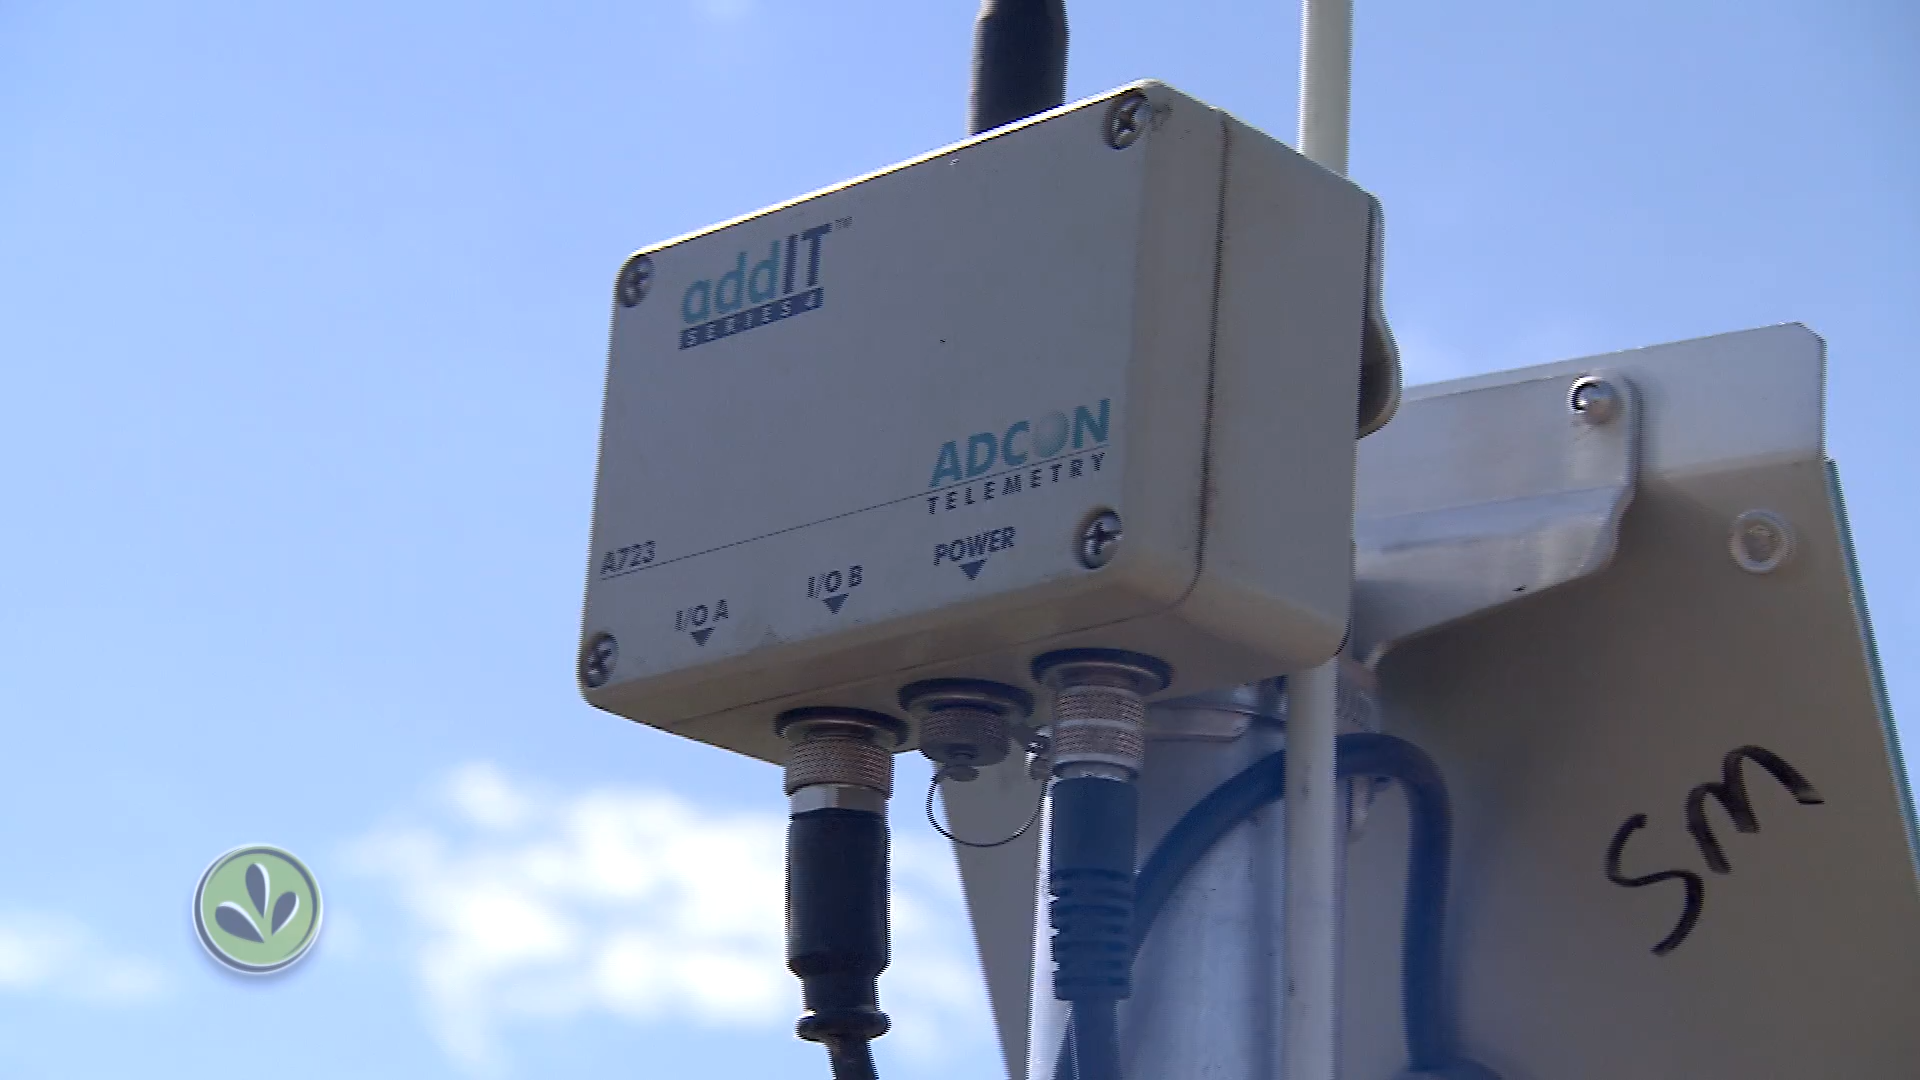 addIT™
SERIES 4
ADCON
TELEMETRY
A723
I/O A
I/O B
POWER
SM